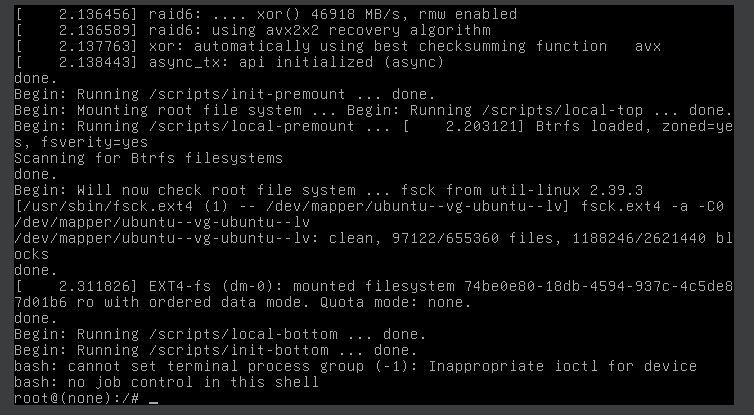 [    2.136456] raid6: .... xor() 46918 MB/s, rmw enabled
[    2.136589] raid6: using avx2x2 recovery algorithm
[    2.137763] xor: automatically using best checksumming function   avx
[    2.138443] async_tx: api initialized (async)
done.
Begin: Running /scripts/init-premount ... done.
Begin: Mounting root file system ... Begin: Running /scripts/local-top ... done.
Begin: Running /scripts/local-premount ... [    2.203121] Btrfs loaded, zoned=ye
s, fsverity=yes
Scanning for Btrfs filesystems
done.
Begin: Will now check root file system ... fsck from util-linux 2.39.3
[/usr/sbin/fsck.ext4 (1) -- /dev/mapper/ubuntu--vg-ubuntu--lv] fsck.ext4 -a -C0
/dev/mapper/ubuntu--vg-ubuntu--lv
/dev/mapper/ubuntu--vg-ubuntu--lv: clean, 97122/655360 files, 1188246/2621440 bl
ocks
done.
[    2.311826] EXT4-fs (dm-0): mounted filesystem 74be0e80-18db-4594-937c-4c5de8
7d01b6 ro with ordered data mode. Quota mode: none.
done.
Begin: Running /scripts/local-bottom ... done.
Begin: Running /scripts/init-bottom ... done.
bash: cannot set terminal process group (-1): Inappropriate ioctl for device
bash: no job control in this shell
root@(none):/# _